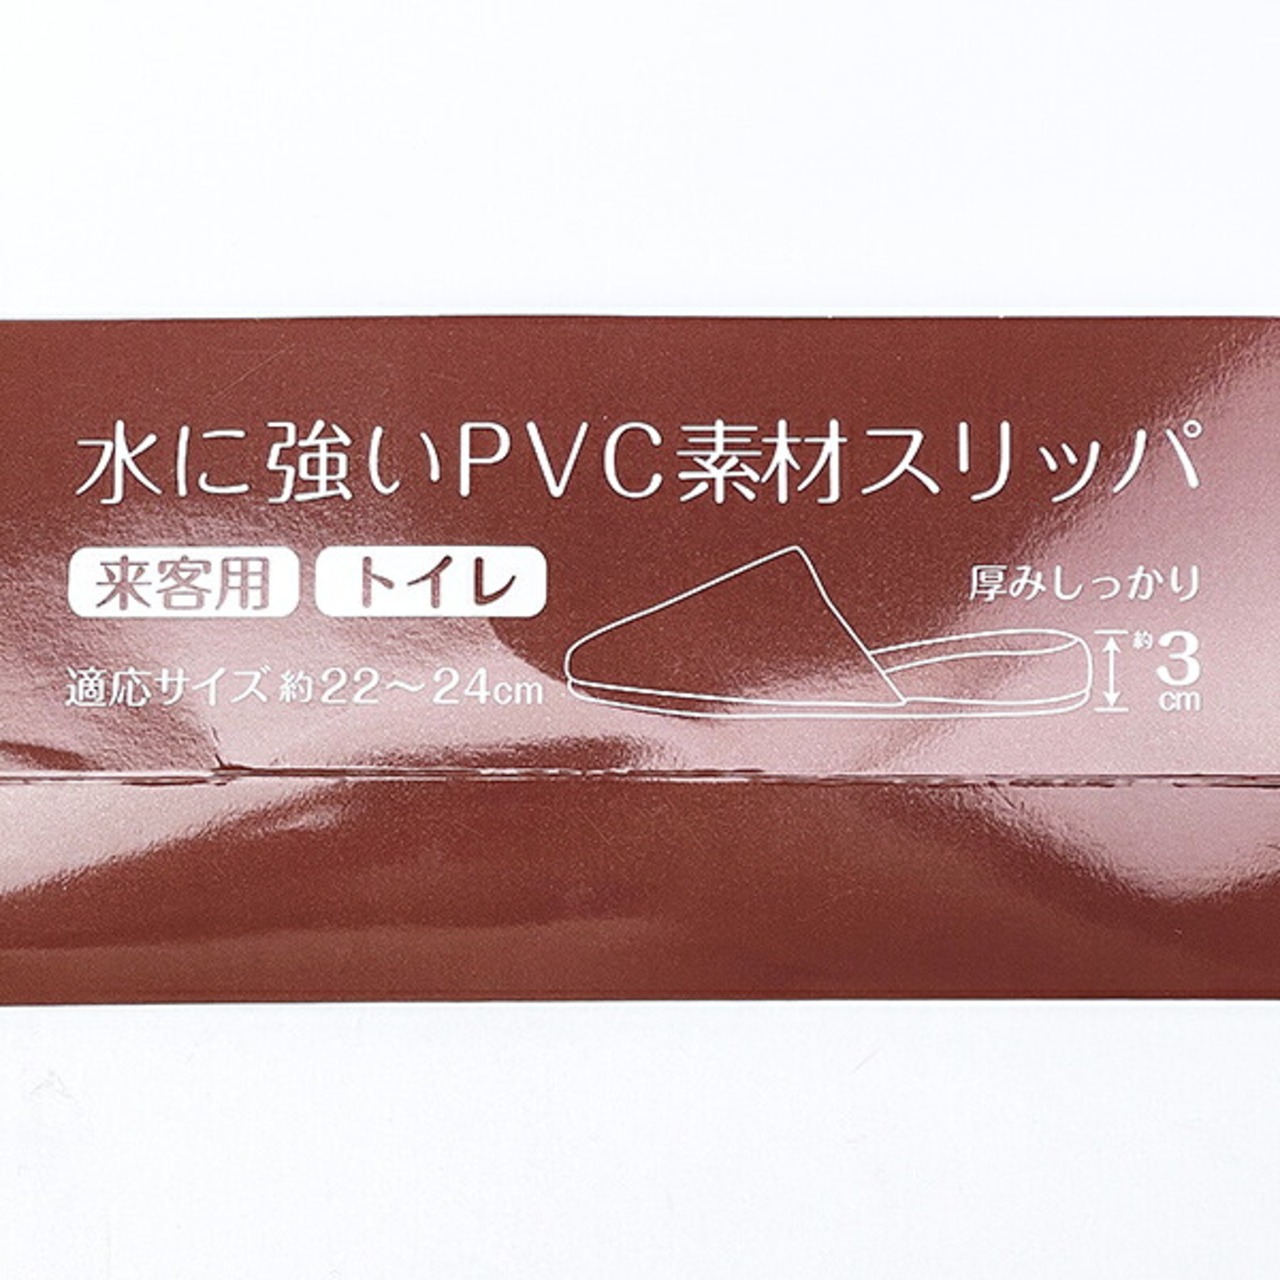 水に強いPVC素材スリッパ
来客用 トイレ
厚みしっかり
適応サイズ 約22～24cm
約3cm